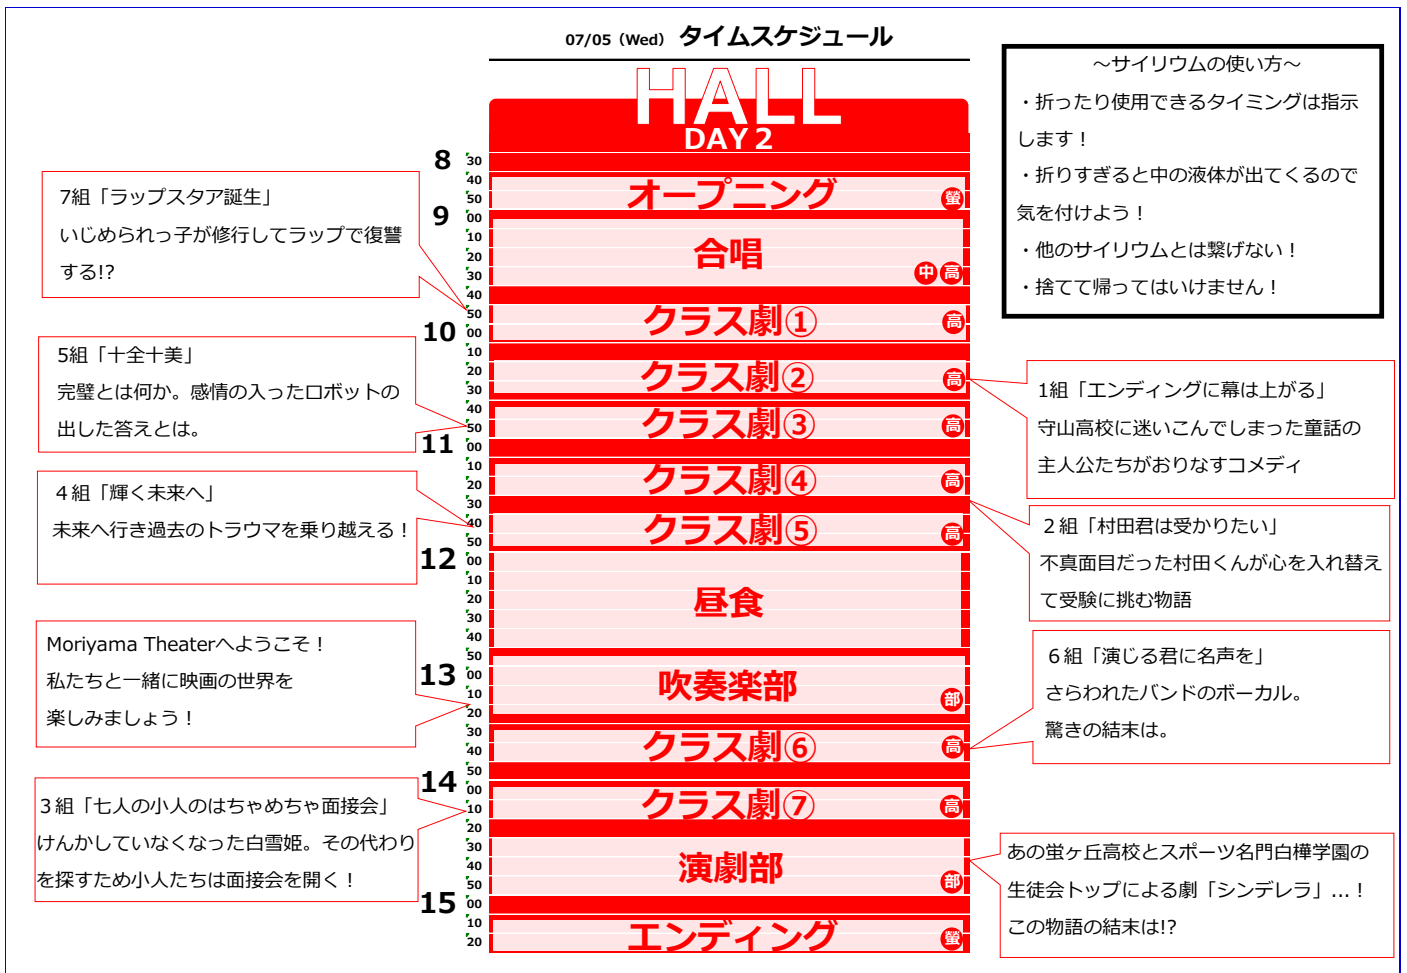 07/05（Wed）タイムスケジュール
HALL
DAY２
8 30
40
50
9 00
10
20
30
40
50
10 00
10
20
30
40
50
11 00
10
20
30
40
50
12 00
10
20
30
40
50
13 00
10
20
30
40
50
14 00
10
20
30
40
50
15 00
10
20
オープニング 螢
合唱 中 高
クラス劇① 高
クラス劇② 高
クラス劇③ 高
クラス劇④ 高
クラス劇⑤ 高
昼食
吹奏楽部 部
クラス劇⑥ 高
クラス劇⑦ 高
演劇部 部
エンディング 螢
7組「ラップスタア誕生」
いじめられっ子が修行してラップで復讐
する!?
5組「十全十美」
完璧とは何か。感情の入ったロボットの
出した答えとは。
４組「輝く未来へ」
未来へ行き過去のトラウマを乗り越える！
Moriyama Theaterへようこそ！
私たちと一緒に映画の世界を
楽しみましょう！
３組「七人の小人のはちゃめちゃ面接会」
けんかしていなくなった白雪姫。その代わり
を探すため小人たちは面接会を開く！
～サイリウムの使い方～
・折ったり使用できるタイミングは指示
します！
・折りすぎると中の液体が出てくるので
気を付けよう！
・他のサイリウムとは繋げない！
・捨てて帰ってはいけません！
1組「エンディングに幕は上がる」
守山高校に迷いこんでしまった童話の
主人公たちがおりなすコメディ
２組「村田君は受かりたい」
不真面目だった村田くんが心を入れ替え
て受験に挑む物語
６組「演じる君に名声を」
さらわれたバンドのボーカル。
驚きの結末は。
あの蛍ヶ丘高校とスポーツ名門白樺学園の
生徒会トップによる劇「シンデレラ」…！
この物語の結末は!?